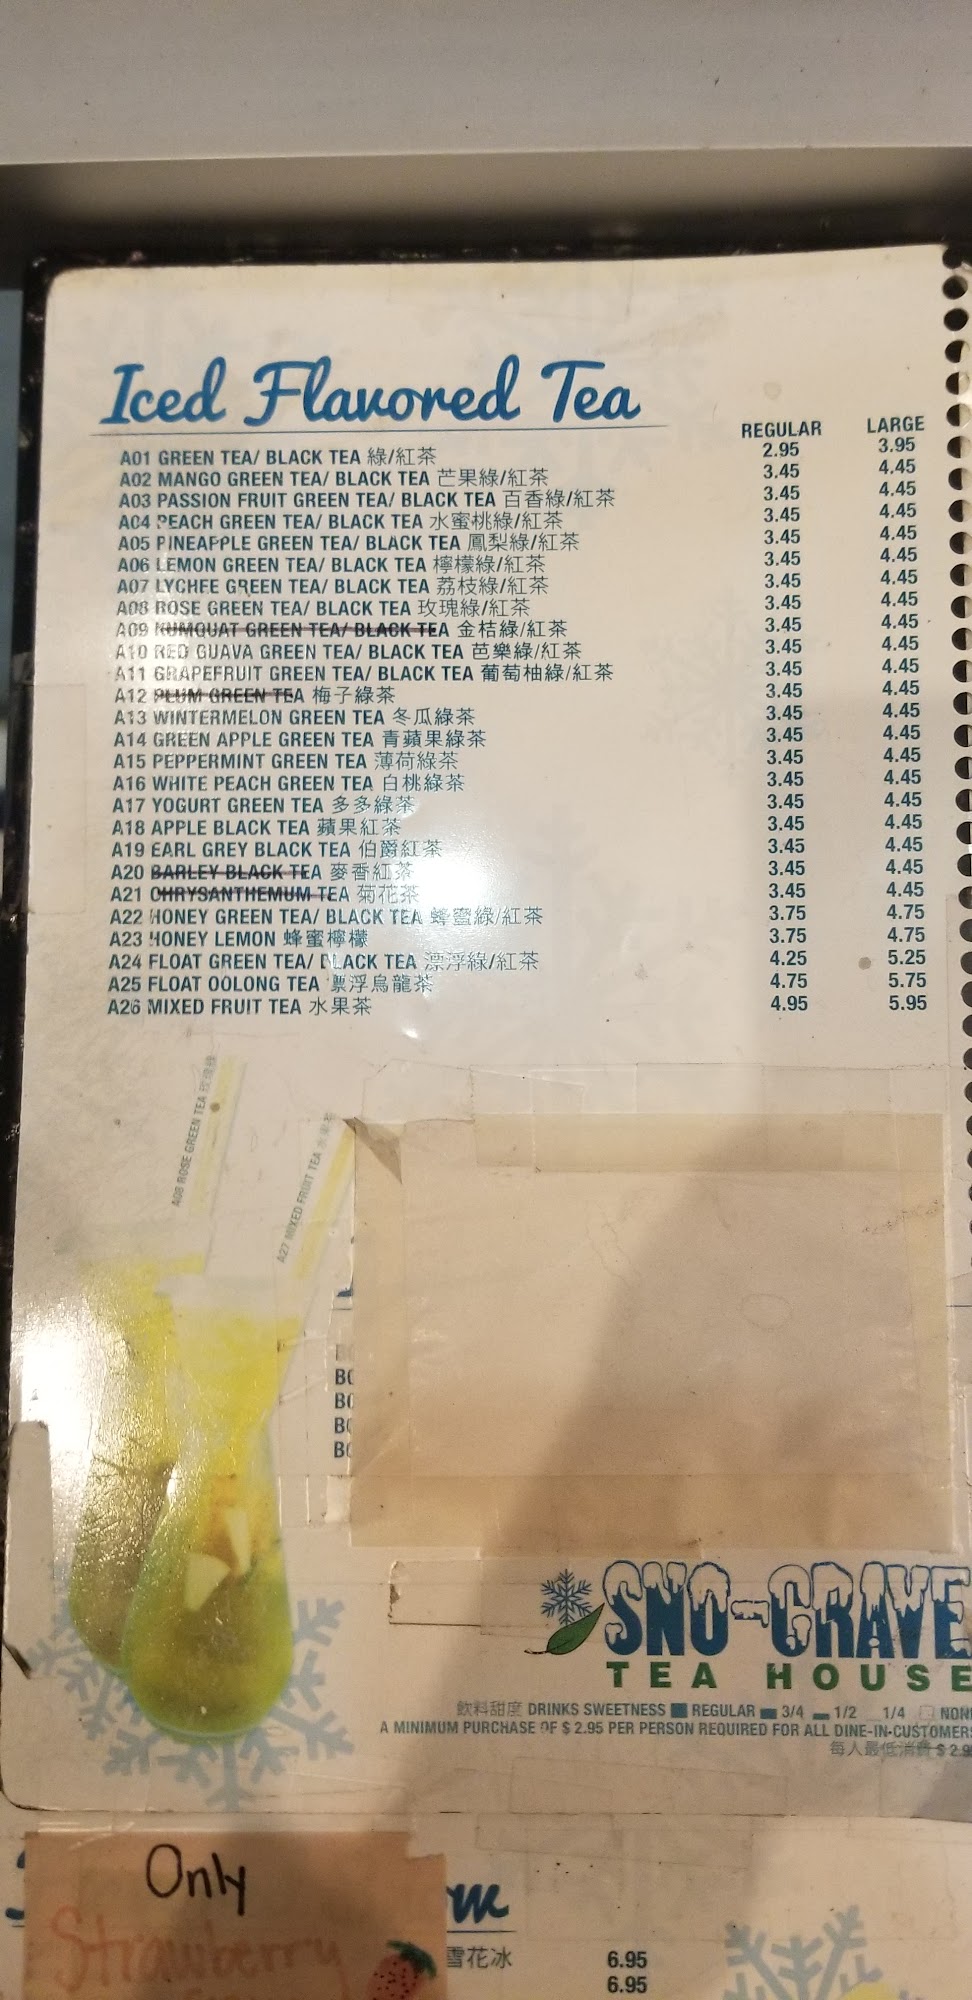 Iced Flavored Tea
REGULAR LARGE
A01 GREEN TEA/ BLACK TEA 綠/紅茶 2.95 3.95
A02 MANGO GREEN TEA/ BLACK TEA 芒果綠/紅茶 3.45 4.45
A03 PASSION FRUIT GREEN TEA/ BLACK TEA 百香綠/紅茶 3.45 4.45
A04 PEACH GREEN TEA/ BLACK TEA 水蜜桃綠/紅茶 3.45 4.45
A05 PINEAPPLE GREEN TEA/ BLACK TEA 鳳梨綠/紅茶 3.45 4.45
A06 LEMON GREEN TEA/ BLACK TEA 檸檬綠/紅茶 3.45 4.45
A07 LYCHEE GREEN TEA/ BLACK TEA 荔枝綠/紅茶 3.45 4.45
A08 ROSE GREEN TEA/ BLACK TEA 玫瑰綠/紅茶 3.45 4.45
A09 KUMQUAT GREEN TEA/ BLACK TEA 金桔綠/紅茶 3.45 4.45
A10 RED GUAVA GREEN TEA/ BLACK TEA 芭樂綠/紅茶 3.45 4.45
A11 GRAPEFRUIT GREEN TEA/ BLACK TEA 葡萄柚綠/紅茶 3.45 4.45
A12 PLUM GREEN TEA 梅子綠茶 3.45 4.45
A13 WINTERMELON GREEN TEA 冬瓜綠茶 3.45 4.45
A14 GREEN APPLE GREEN TEA 青蘋果綠茶 3.45 4.45
A15 PEPPERMINT GREEN TEA 薄荷綠茶 3.45 4.45
A16 WHITE PEACH GREEN TEA 白桃綠茶 3.45 4.45
A17 YOGURT GREEN TEA 多多綠茶 3.45 4.45
A18 APPLE BLACK TEA 蘋果紅茶 3.45 4.45
A19 EARL GREY BLACK TEA 伯爵紅茶 3.45 4.45
A20 BARLEY BLACK TEA 麥香紅茶 3.45 4.45
A21 CHRYSANTHEMUM TEA 菊花茶 3.45 4.45
A22 HONEY GREEN TEA/ BLACK TEA 蜂蜜綠/紅茶 3.75 4.75
A23 HONEY LEMON 蜂蜜檸檬 3.75 4.75
A24 FLOAT GREEN TEA/ BLACK TEA 漂浮綠/紅茶 4.25 5.25
A25 FLOAT OOLONG TEA 漂浮烏龍茶 4.75 5.75
A26 MIXED FRUIT TEA 水果茶 4.95 5.95
A08 ROSE GREEN TEA 玫瑰綠
A27 MIXED FRUIT TEA 水果茶
SNO-CRAVE
TEA HOUSE
飲料甜度 DRINKS SWEETNESS REGULAR 3/4 1/2 1/4 NON
A MINIMUM PURCHASE OF $ 2.95 PER PERSON REQUIRED FOR ALL DINE-IN-CUSTOMERS
每人最低消費 $ 2.9
Only
Strawberry
雪花冰 6.95
6.95